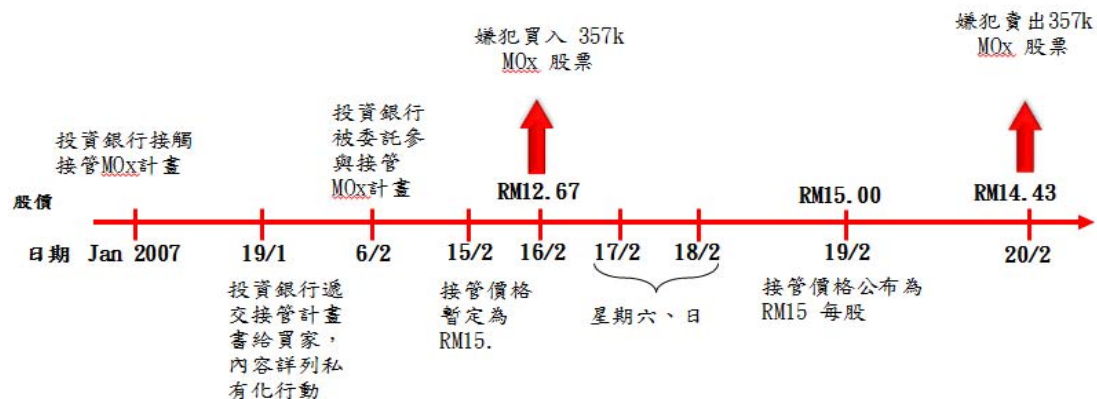 嫌犯買入 357k
MOx 股票
嫌犯賣出357k
MOx 股票
投資銀行接觸
接管MOx計畫
投資銀行
被委託參
與接管
MOx計畫
股價
RM12.67
RM15.00
RM14.43
日期 Jan 2007 19/1 6/2 15/2 16/2 17/2 18/2 19/2 20/2
投資銀行遞
交接管計畫
書給買家，
內容詳列私
有化行動
接管價格
暫定為
RM15.
星期六、日
接管價格公布為
RM15 每股